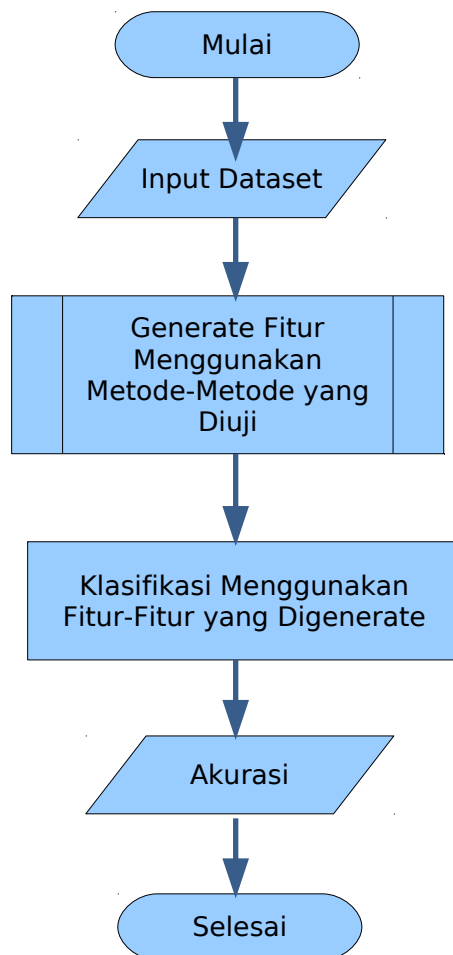 Mulai
Input Dataset
Generate Fitur
Menggunakan
Metode-Metode yang
Diuji
Klasifikasi Menggunakan
Fitur-Fitur yang Digenerate
Akurasi
Selesai